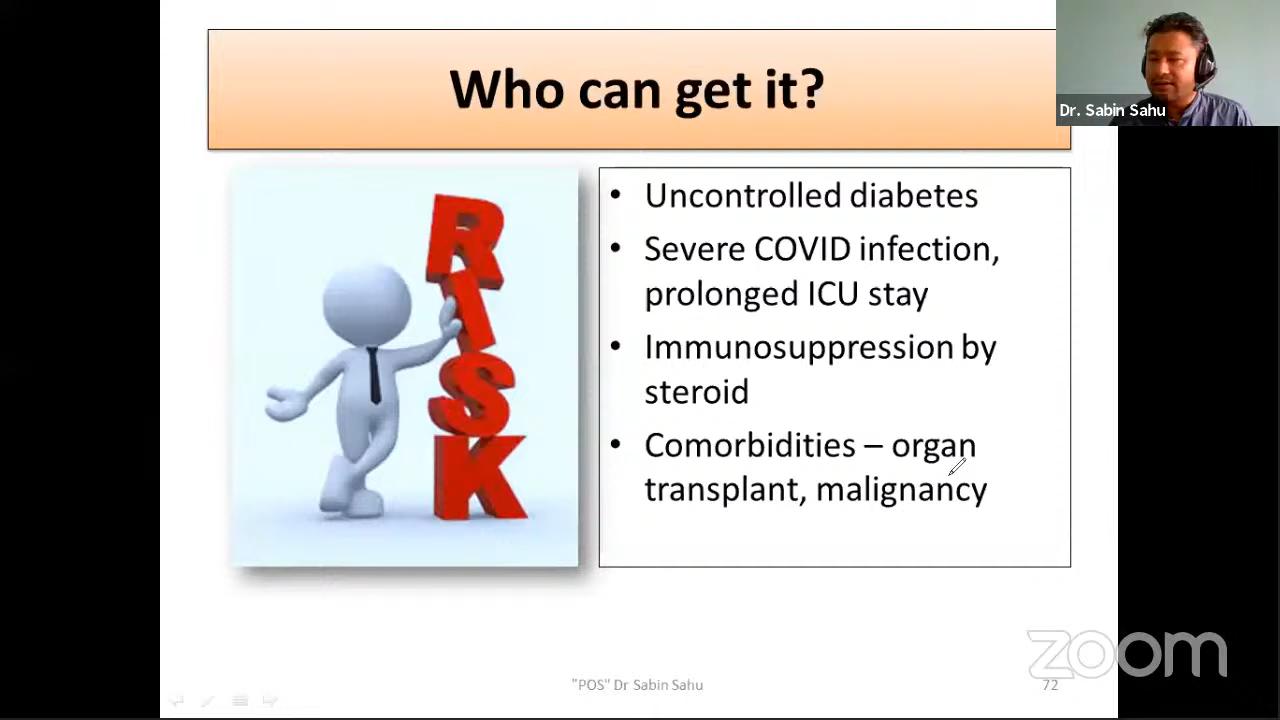 Who can get it?
Dr. Sabin Sahu
RISK
• Uncontrolled diabetes
• Severe COVID infection,
prolonged ICU stay
• Immunosuppression by
steroid
• Comorbidities – organ
transplant, malignancy
zoom
"POS" Dr Sabin Sahu
72